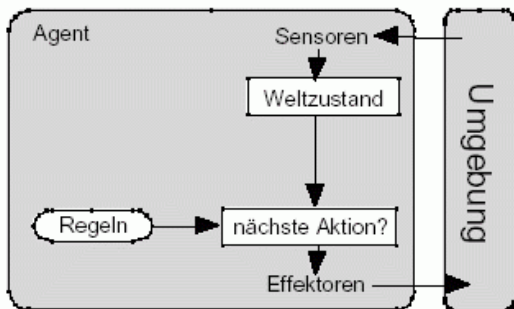 Agent
Sensoren
Weltzustand
Regeln
nächste Aktion?
Effektoren
Umgebung